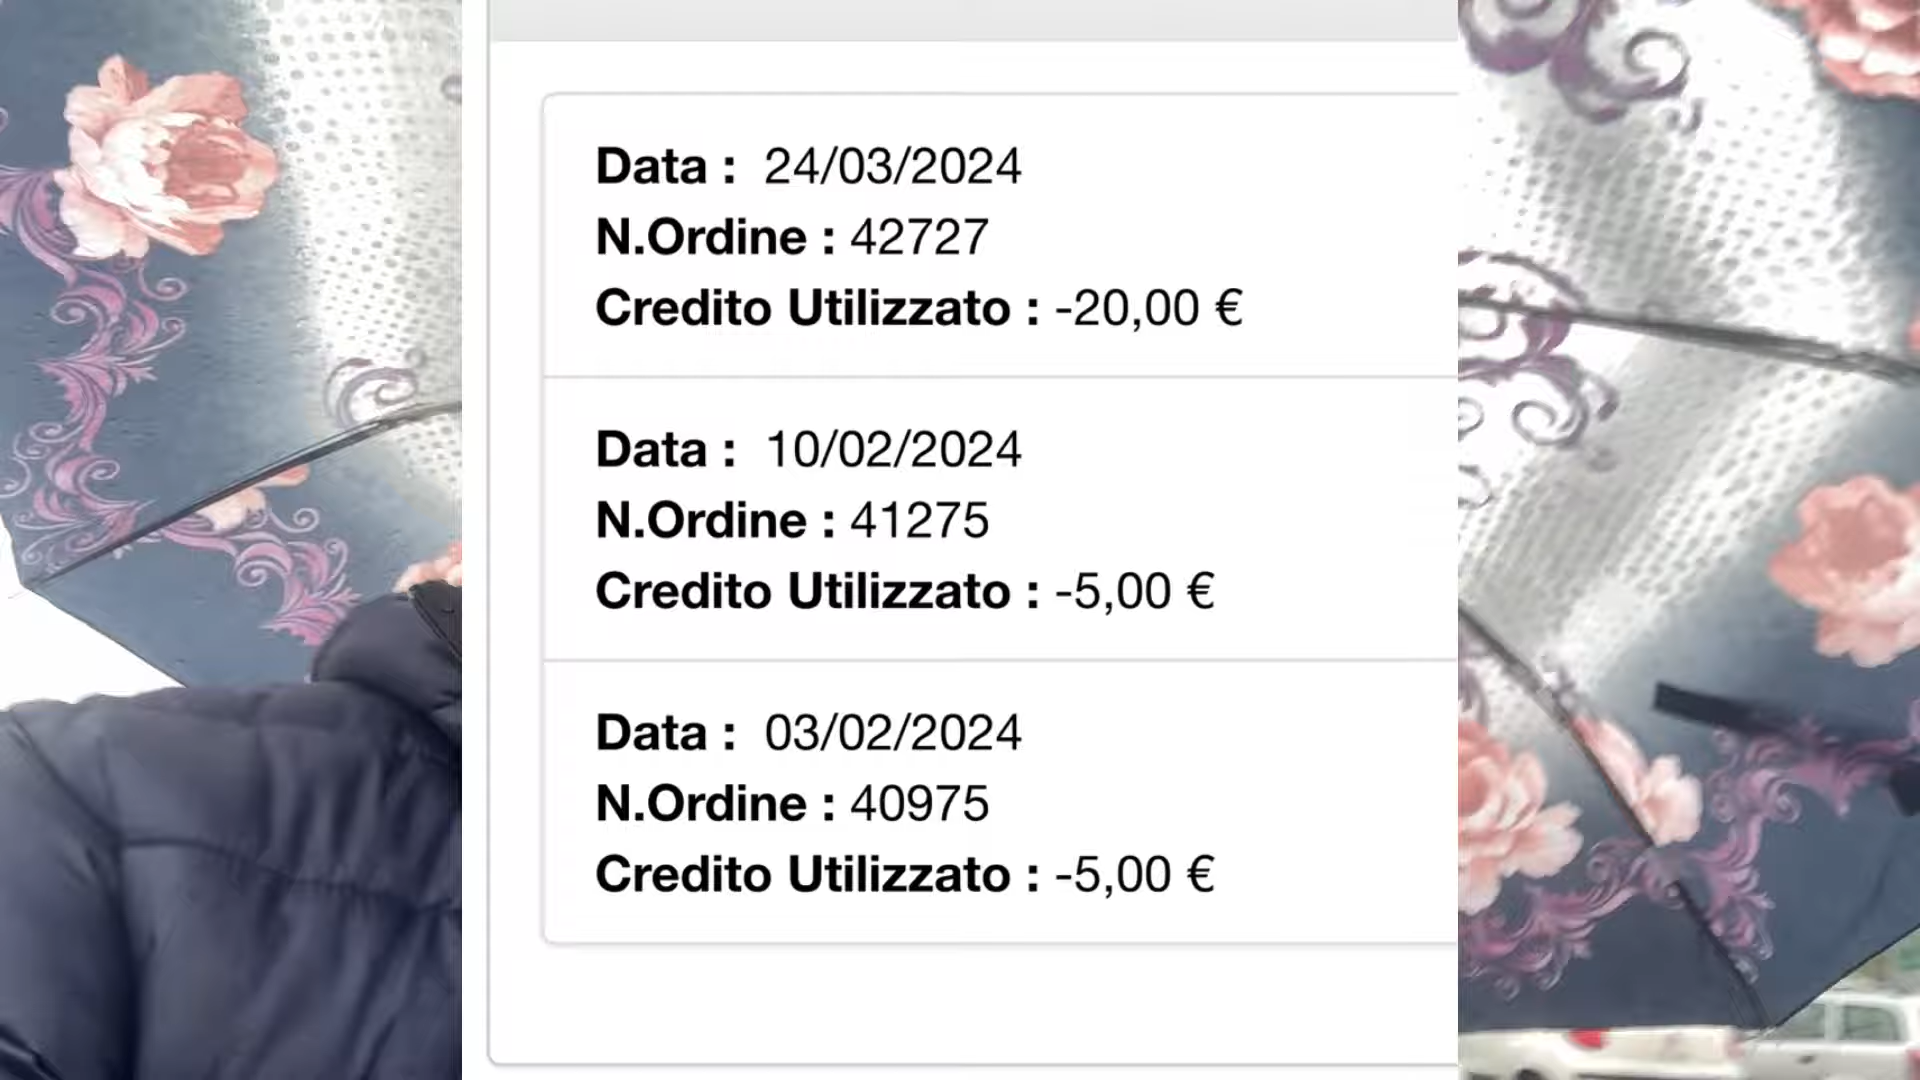 Data : 24/03/2024
N.Ordine : 42727
Credito Utilizzato : -20,00 €
Data : 10/02/2024
N.Ordine : 41275
Credito Utilizzato : -5,00 €
Data : 03/02/2024
N.Ordine : 40975
Credito Utilizzato : -5,00 €